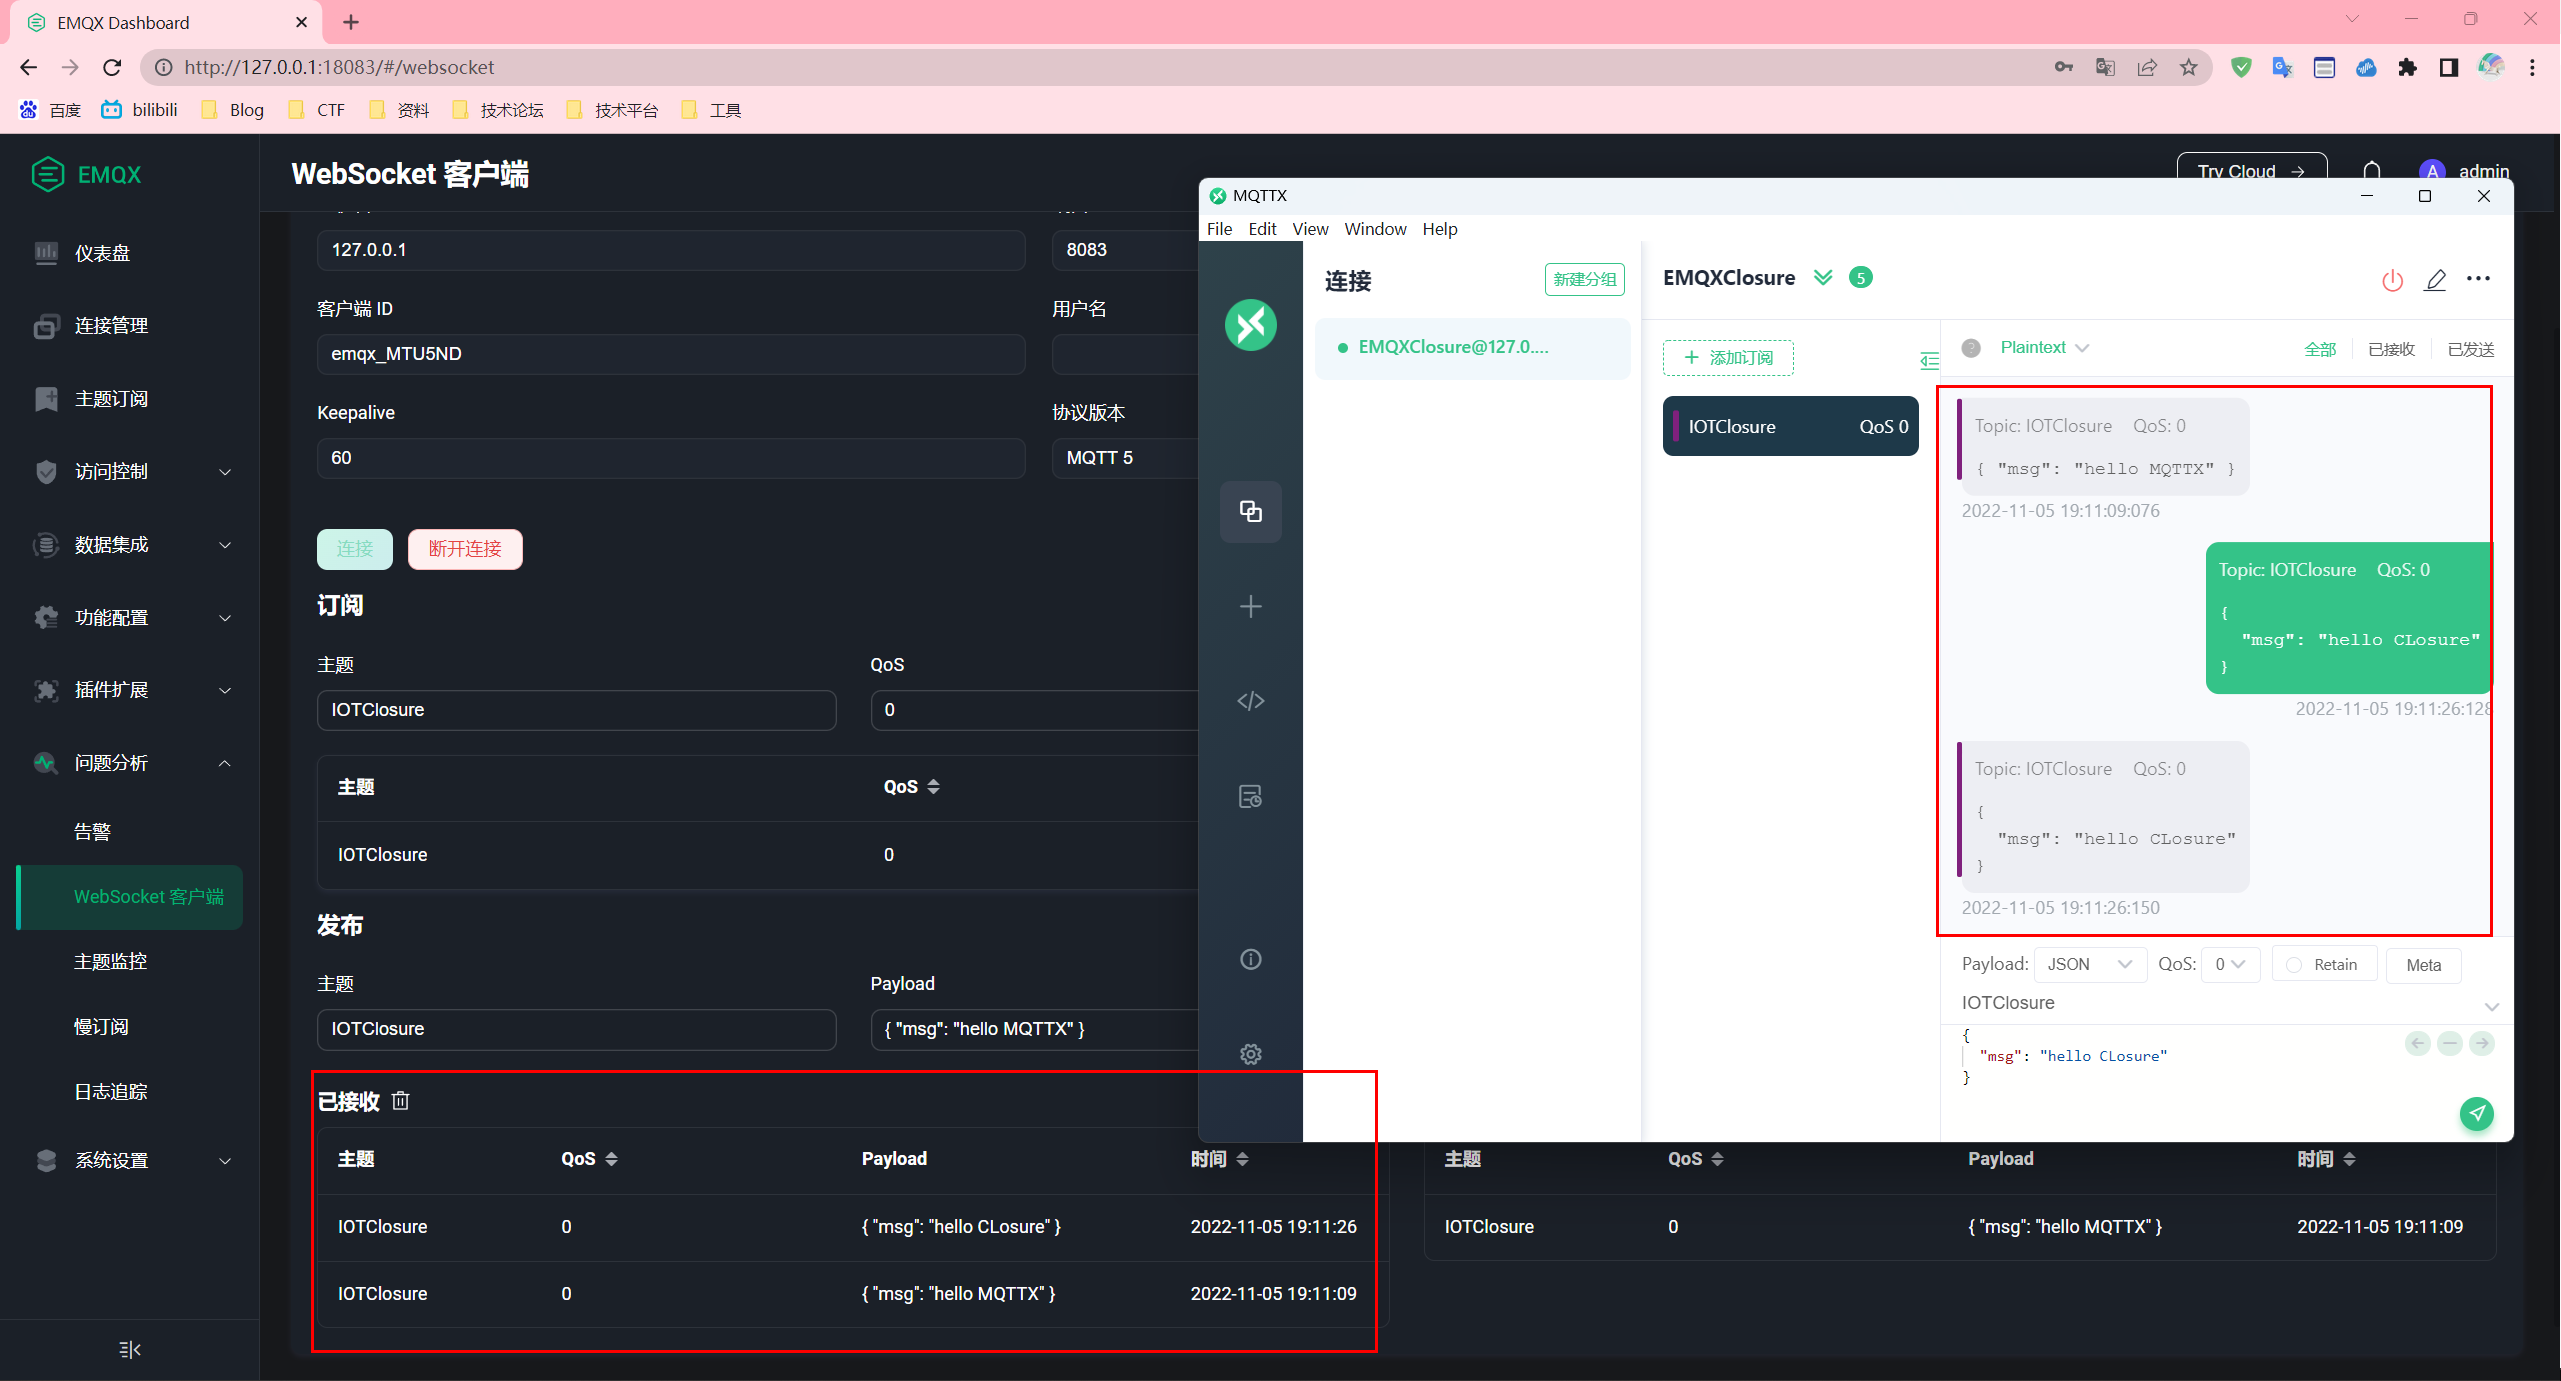 EMQX Dashboard
http://127.0.0.1:18083/#/websocket
百度
bilibili
Blog
CTF
资料
技术论坛
技术平台
工具
EMQX
仪表盘
连接管理
主题订阅
访问控制
数据集成
功能配置
插件扩展
问题分析
告警
WebSocket 客户端
主题监控
慢订阅
日志追踪
系统设置
WebSocket 客户端
Try Cloud →
A
admin
127.0.0.1
8083
客户端 ID
用户名
emqx_MTU5ND
Keepalive
协议版本
60
MQTT 5
连接
断开连接
订阅
主题
QoS
IOTClosure
0
主题
QoS
IOTClosure
0
发布
主题
Payload
IOTClosure
{ "msg": "hello MQTTX" }
已接收
主题
QoS
Payload
时间
IOTClosure
0
{ "msg": "hello CLosure" }
2022-11-05 19:11:26
IOTClosure
0
{ "msg": "hello MQTTX" }
2022-11-05 19:11:09
主题
QoS
Payload
时间
IOTClosure
0
{ "msg": "hello MQTTX" }
2022-11-05 19:11:09
MQTTX
File
Edit
View
Window
Help
连接
新建分组
EMQXClosure@127.0....
EMQXClosure
5
添加订阅
IOTClosure
QoS 0
Plaintext
全部
已接收
已发送
Topic: IOTClosure QoS: 0
{ "msg": "hello MQTTX" }
2022-11-05 19:11:09:076
Topic: IOTClosure QoS: 0
{
"msg": "hello CLosure"
}
2022-11-05 19:11:26:128
Topic: IOTClosure QoS: 0
{
"msg": "hello CLosure"
}
2022-11-05 19:11:26:150
Payload:
JSON
QoS:
0
Retain
Meta
IOTClosure
{
"msg": "hello CLosure"
}